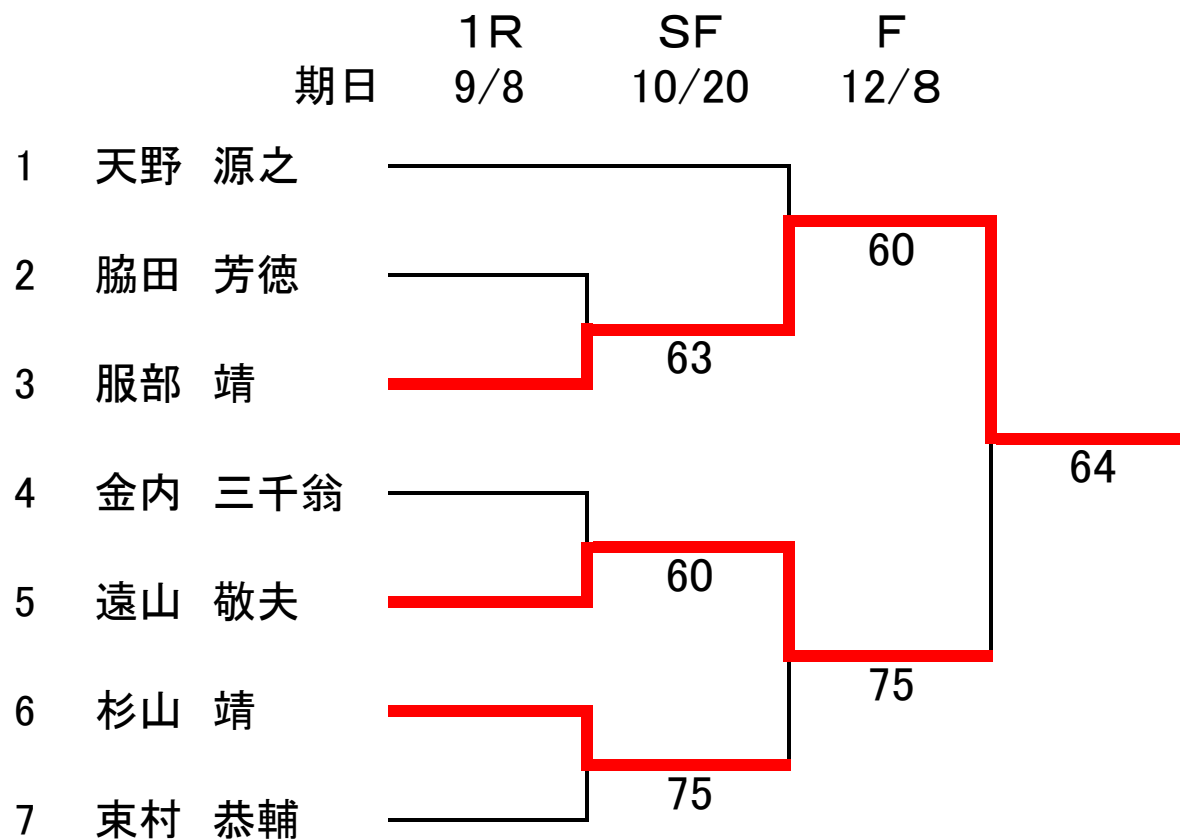 1R SF F
期日 9/8 10/20 12/8
1 天野 源之
60
2 脇田 芳徳
63
3 服部 靖
64
4 金内 三千翁
60
5 遠山 敬夫
75
6 杉山 靖
75
7 東村 恭輔